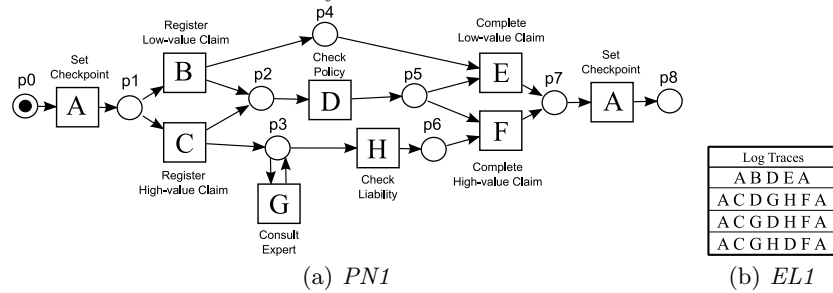 p4
Register
Low-value Claim
Complete
Low-value Claim
Set
Checkpoint
Check
Policy
Set
Checkpoint
p0
p1
B
p2
p5
E
p7
p8
A
D
A
C
p3
p6
F
H
Register
High-value Claim
G
Check
Liability
Complete
High-value Claim
Consult
Expert
Log Traces
A B D E A
A C D G H F A
A C G D H F A
A C G H D F A
(a) PN1
(b) EL1